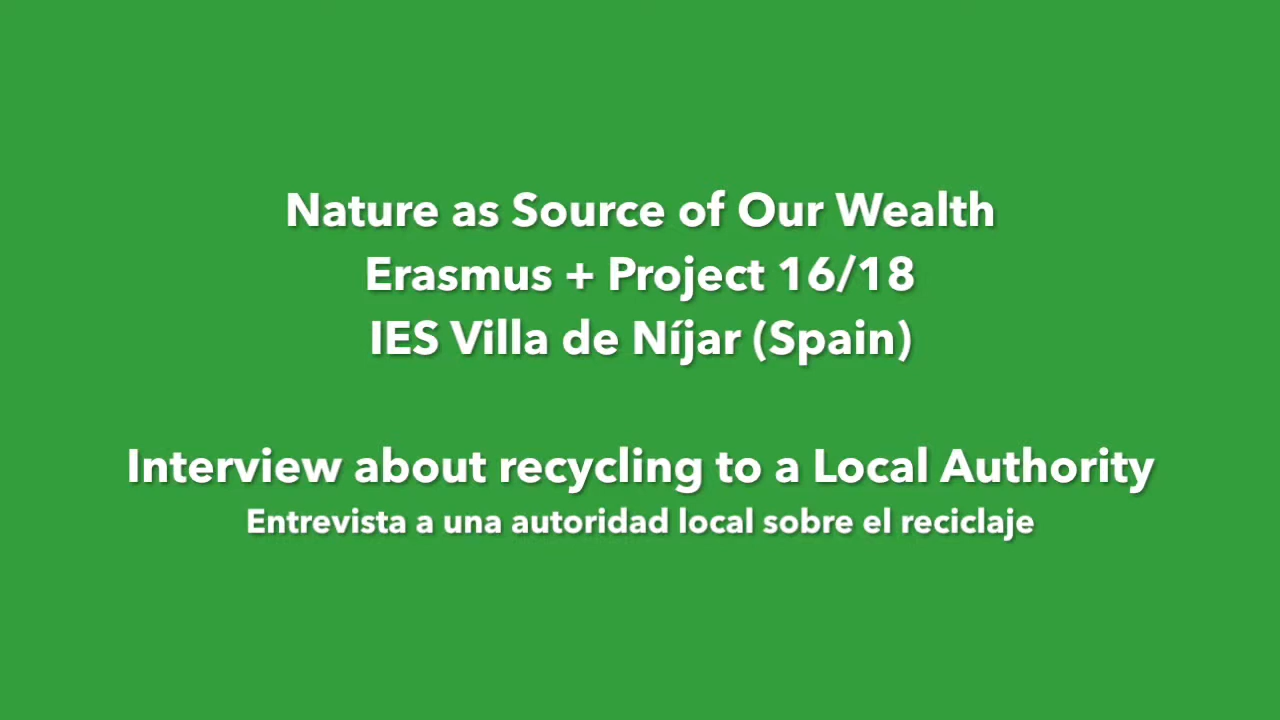 Nature as Source of Our Wealth
Erasmus + Project 16/18
IES Villa de Níjar (Spain)
Interview about recycling to a Local Authority
Entrevista a una autoridad local sobre el reciclaje